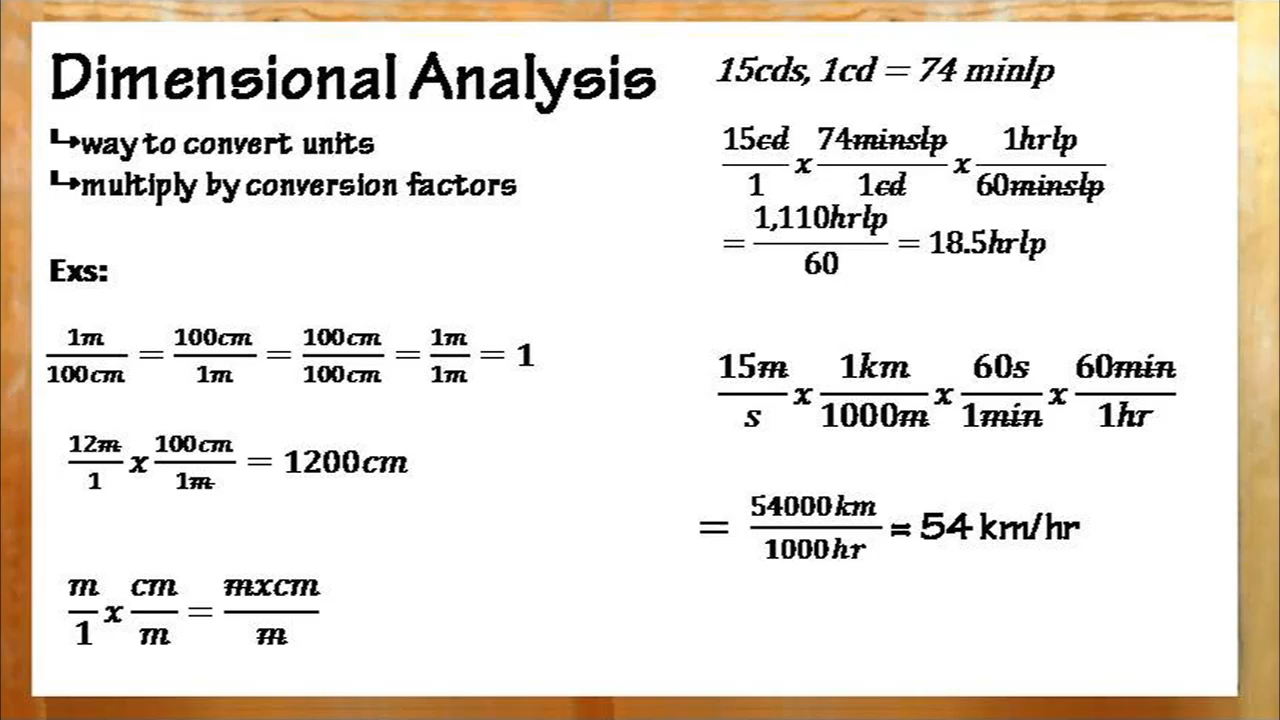 Dimensional Analysis
↳way to convert units
↳multiply by conversion factors
Exs:
1m/100cm = 100cm/1m = 100cm/100cm = 1m/1m = 1
12m/1 x 100cm/1m = 1200cm
m/1 x cm/m = mxcm/m
15cds, 1cd = 74 minlp
15cd/1 x 74minslp/1cd x 1hrlp/60minslp
= 1,110hrlp/60 = 18.5hrlp
15m/s x 1km/1000m x 60s/1min x 60min/1hr
= 54000km/1000hr = 54 km/hr